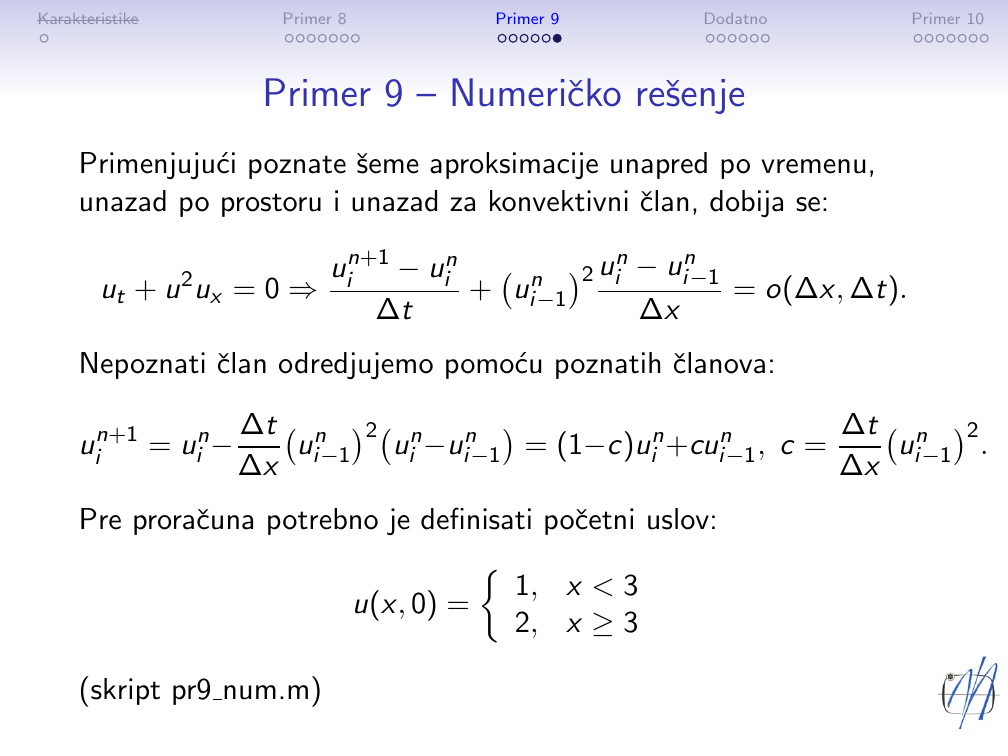 Karakteristike Primer 8 Primer 9 Dodatno Primer 10
Primer 9 – Numeričko rešenje
Primenjujući poznate šeme aproksimacije unapred po vremenu,
unazad po prostoru i unazad za konvektivni član, dobija se:
$u_t + u^2 u_x = 0 \Rightarrow \frac{u_i^{n+1} - u_i^n}{\Delta t} + \left(u_{i-1}^n\right)^2 \frac{u_i^n - u_{i-1}^n}{\Delta x} = o(\Delta x, \Delta t).$
Nepoznati član odredjujemo pomoću poznatih članova:
$u_i^{n+1} = u_i^n - \frac{\Delta t}{\Delta x}\left(u_{i-1}^n\right)^2\left(u_i^n - u_{i-1}^n\right) = (1-c)u_i^n + cu_{i-1}^n, \; c = \frac{\Delta t}{\Delta x}\left(u_{i-1}^n\right)^2.$
Pre proračuna potrebno je definisati početni uslov:
$u(x, 0) = \begin{cases} 1, & x < 3 \\ 2, & x \geq 3 \end{cases}$
(skript pr9_num.m)